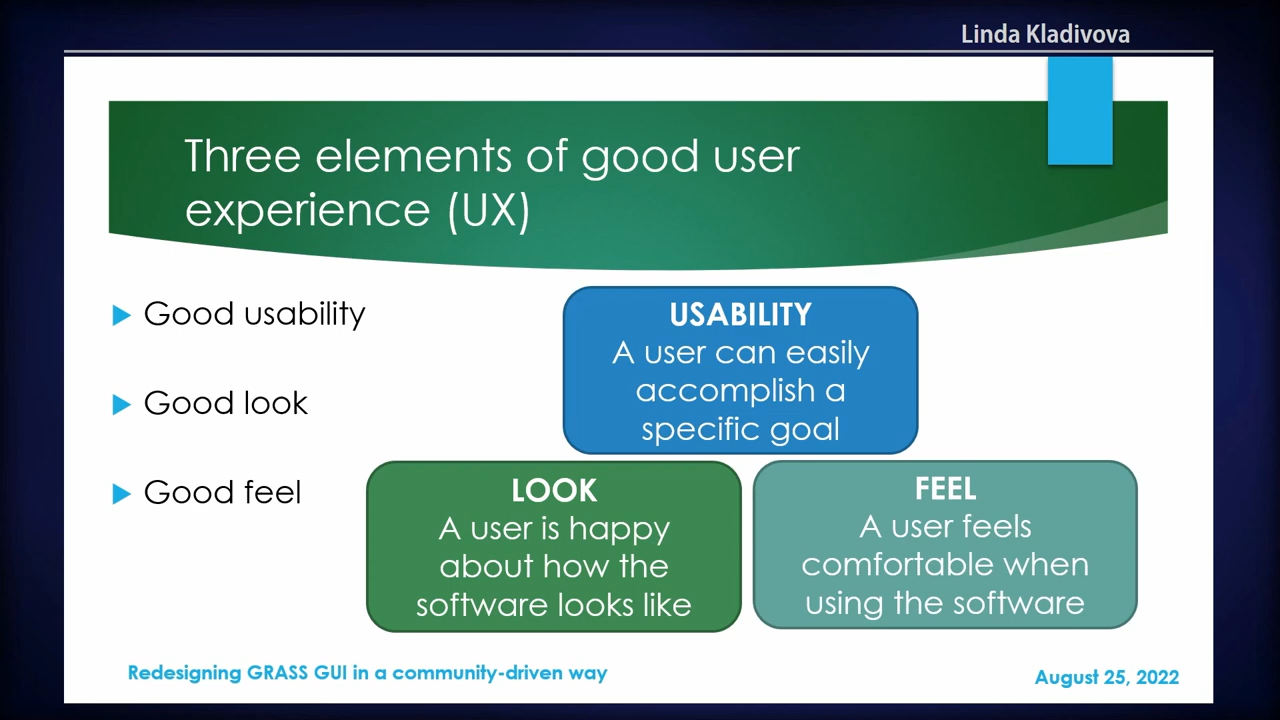 Linda Kladivova
Three elements of good user
experience (UX)
Good usability
Good look
Good feel
USABILITY
A user can easily
accomplish a
specific goal
LOOK
A user is happy
about how the
software looks like
FEEL
A user feels
comfortable when
using the software
Redesigning GRASS GUI in a community-driven way
August 25, 2022